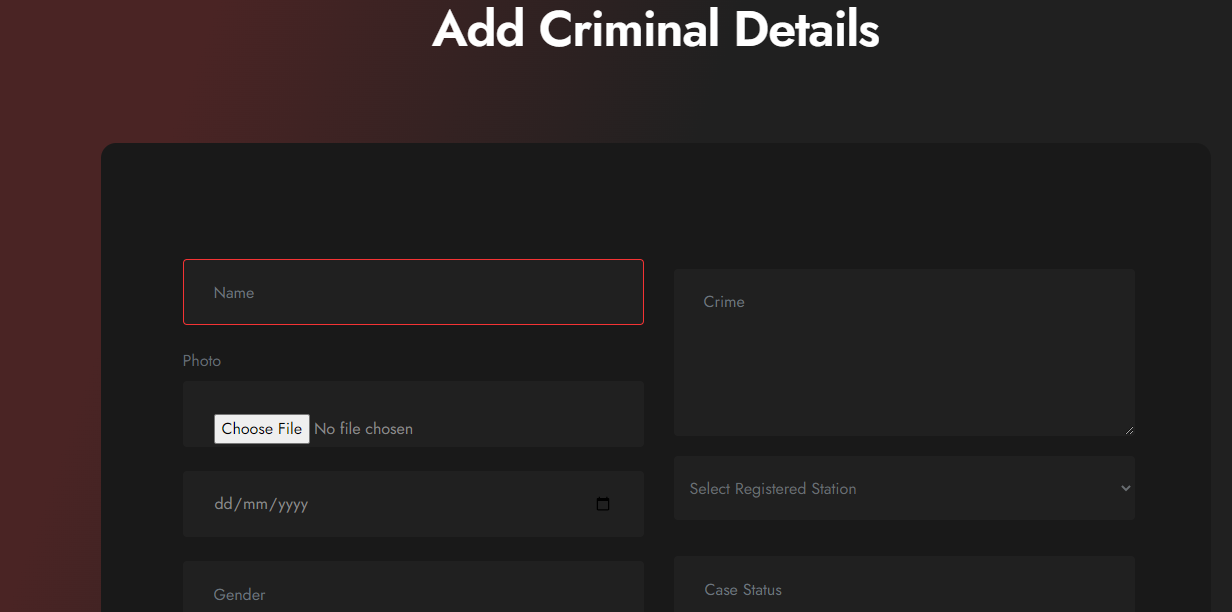 Add Criminal Details
Name
Photo
Choose File No file chosen
dd/mm/yyyy
Gender
Crime
Select Registered Station
Case Status